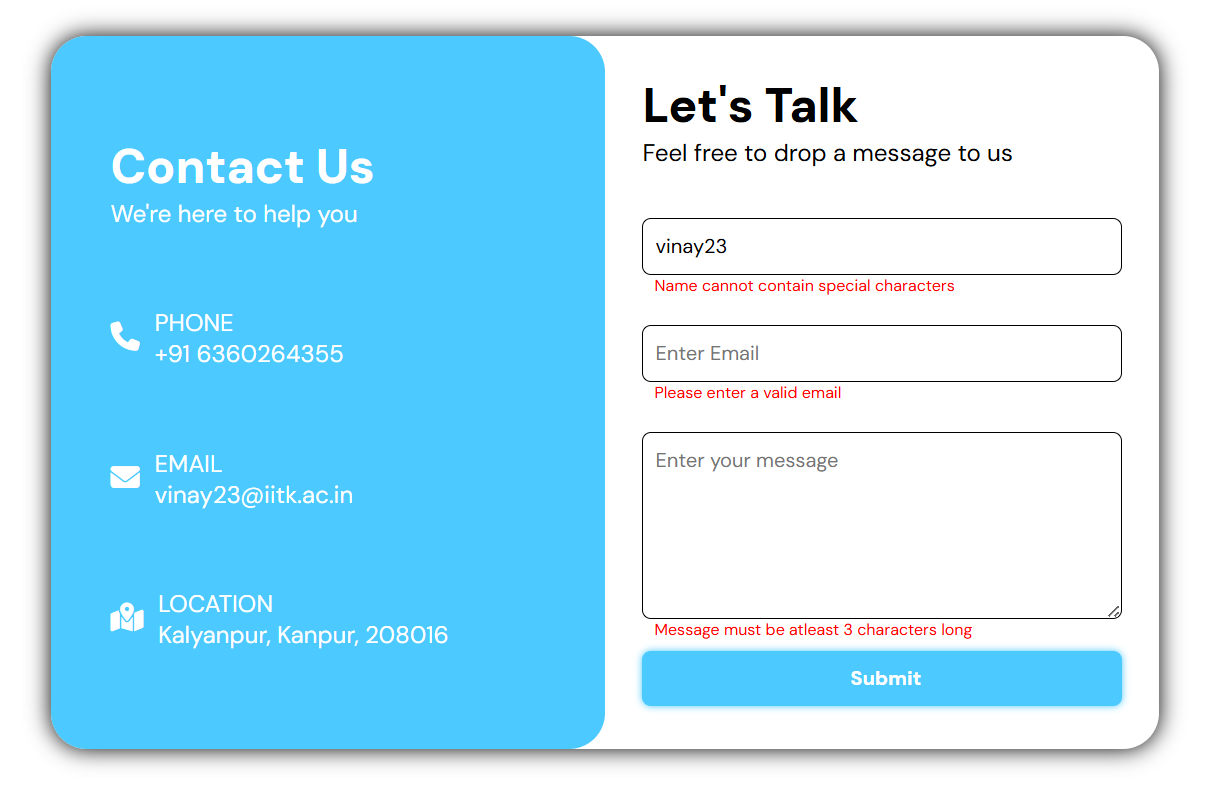 Contact Us
We're here to help you
PHONE
+91 6360264355
EMAIL
vinay23@iitk.ac.in
LOCATION
Kalyanpur, Kanpur, 208016
Let's Talk
Feel free to drop a message to us
vinay23
Name cannot contain special characters
Enter Email
Please enter a valid email
Enter your message
Message must be atleast 3 characters long
Submit